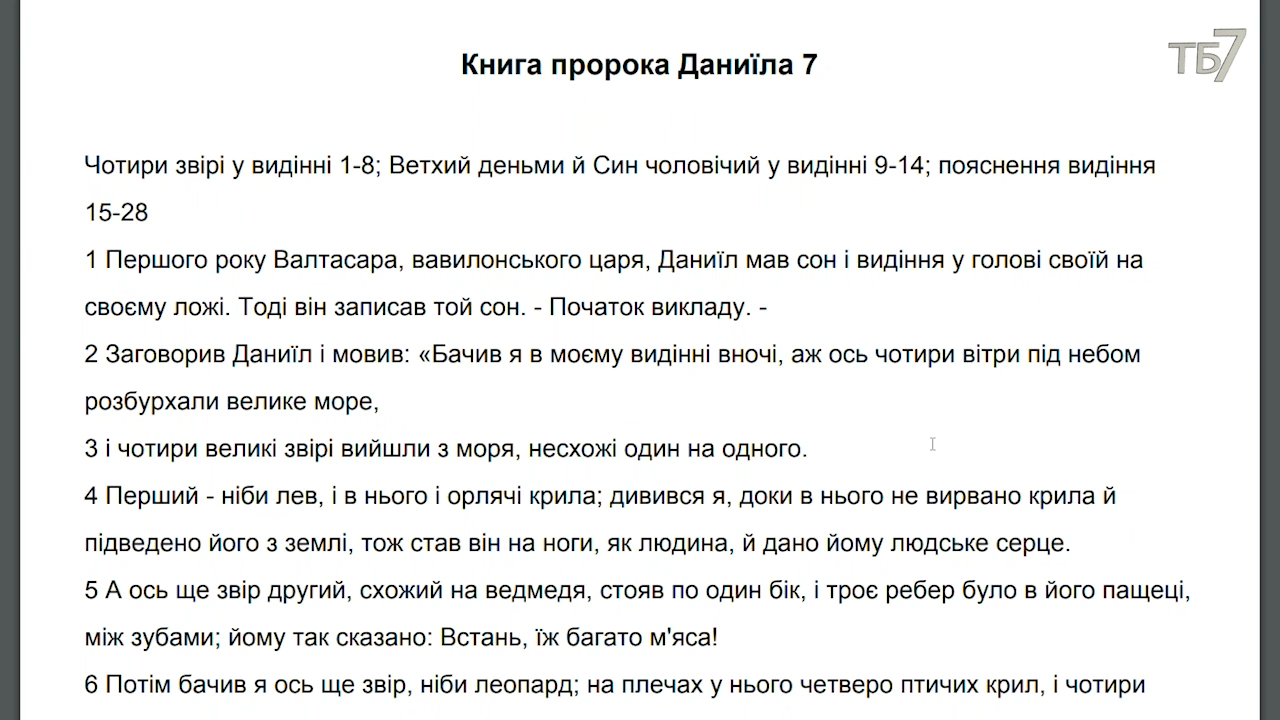 Книга пророка Даниїла 7
ТБ7
Чотири звірі у видінні 1-8; Ветхий деньми й Син чоловічий у видінні 9-14; пояснення видіння
15-28
1 Першого року Валтасара, вавилонського царя, Даниїл мав сон і видіння у голові своїй на
своєму ложі. Тоді він записав той сон. - Початок викладу. -
2 Заговорив Даниїл і мовив: «Бачив я в моєму видінні вночі, аж ось чотири вітри під небом
розбурхали велике море,
3 і чотири великі звірі вийшли з моря, несхожі один на одного.
4 Перший - ніби лев, і в нього і орлячі крила; дивився я, доки в нього не вирвано крила й
підведено його з землі, тож став він на ноги, як людина, й дано йому людське серце.
5 А ось ще звір другий, схожий на ведмедя, стояв по один бік, і троє ребер було в його пащеці,
між зубами; йому так сказано: Встань, їж багато м'яса!
6 Потім бачив я ось ще звір, ніби леопард; на плечах у нього четверо птичих крил, і чотири